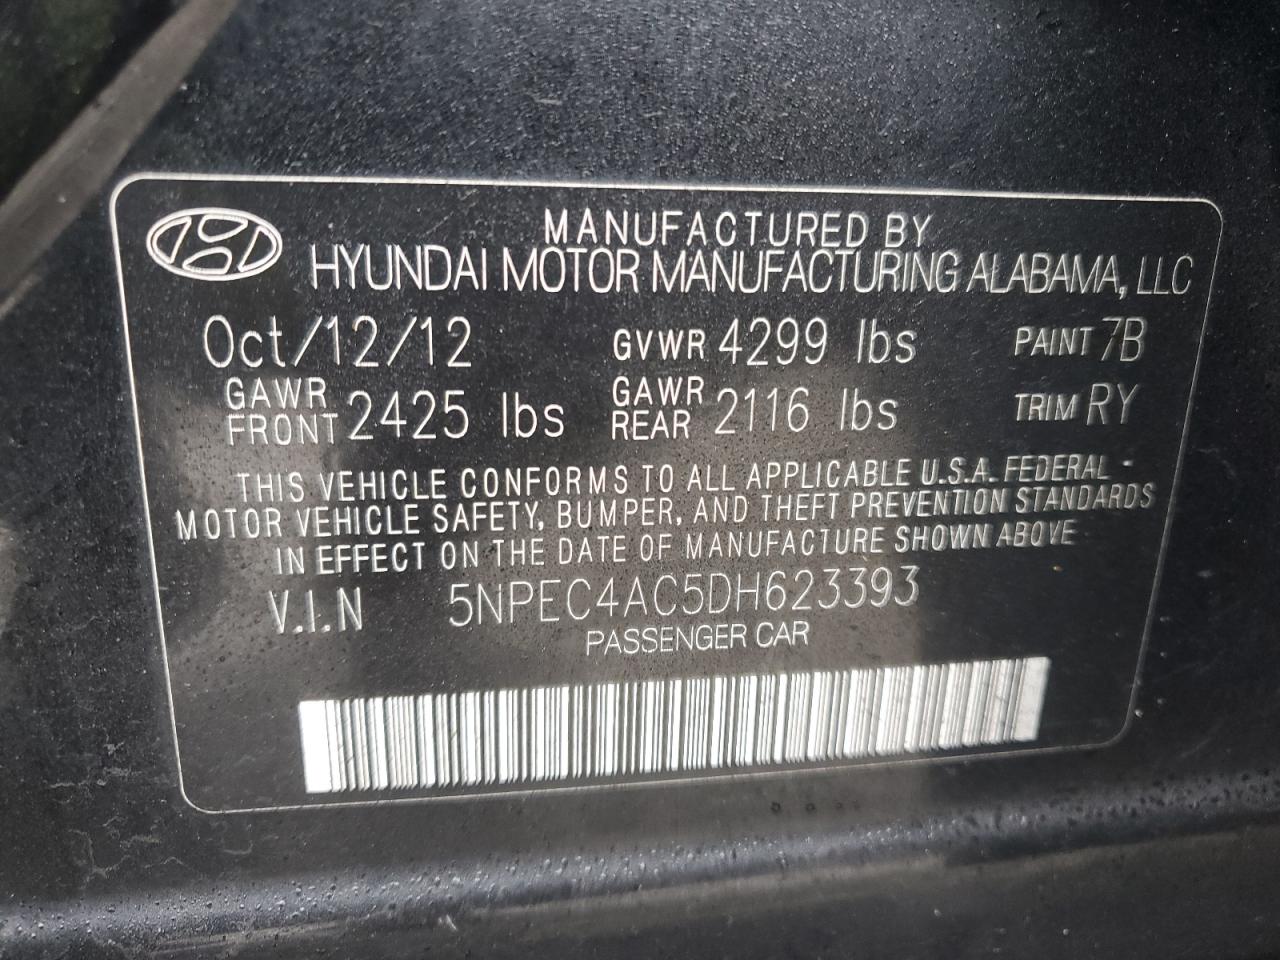 MANUFACTURED BY
HYUNDAI MOTOR MANUFACTURING ALABAMA, LLC
Oct/12/12 GVWR 4299 lbs PAINT 7B
GAWR FRONT 2425 lbs GAWR REAR 2116 lbs TRIM RY
THIS VEHICLE CONFORMS TO ALL APPLICABLE U.S.A. FEDERAL
MOTOR VEHICLE SAFETY, BUMPER, AND THEFT PREVENTION STANDARDS
IN EFFECT ON THE DATE OF MANUFACTURE SHOWN ABOVE
V.I.N 5NPEC4AC5DH623393
PASSENGER CAR